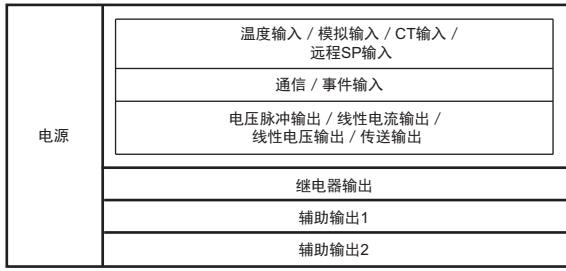 电源
温度输入 / 模拟输入 / CT输入 /
远程SP输入
通信 / 事件输入
电压脉冲输出 / 线性电流输出 /
线性电压输出 / 传送输出
继电器输出
辅助输出1
辅助输出2